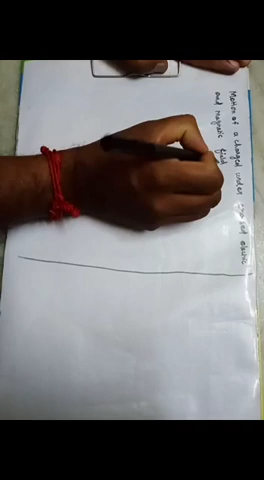 Motion of a charged under crossed electric
and magnetic field